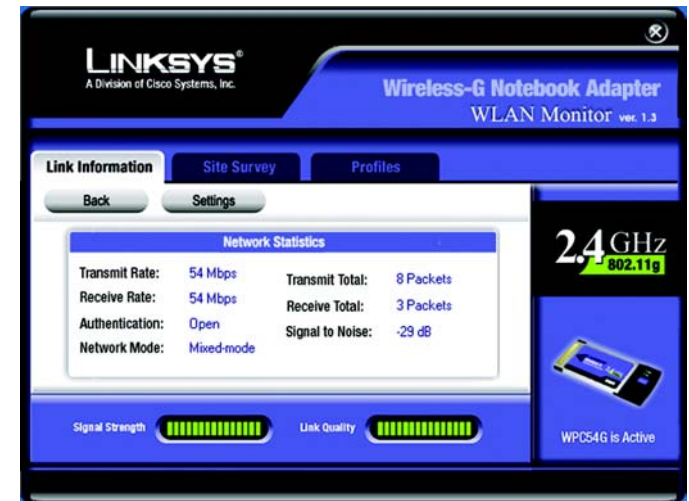 LINKSYS®
A Division of Cisco Systems, Inc.
Wireless-G Notebook Adapter
WLAN Monitor ver. 1.3
Link Information
Site Survey
Profiles
Back
Settings
Network Statistics
Transmit Rate: 54 Mbps
Receive Rate: 54 Mbps
Authentication: Open
Network Mode: Mixed-mode
Transmit Total: 8 Packets
Receive Total: 3 Packets
Signal to Noise: -29 dB
2.4 GHz
802.11g
Signal Strength
Link Quality
WPC54G is Active